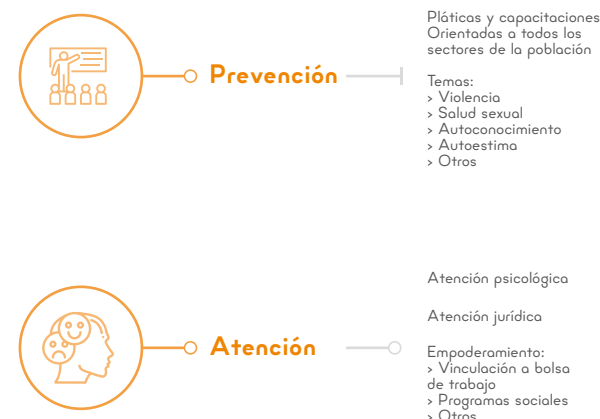 Prevención
Pláticas y capacitaciones
Orientadas a todos los
sectores de la población
Temas:
> Violencia
> Salud sexual
> Autoconocimiento
> Autoestima
> Otros
Atención
Atención psicológica
Atención jurídica
Empoderamiento:
> Vinculación a bolsa
de trabajo
> Programas sociales
> Otros